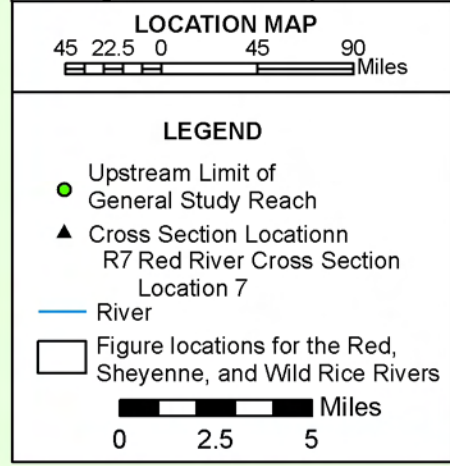 LOCATION MAP
45 22.5 0 45 90
Miles
LEGEND
Upstream Limit of
General Study Reach
Cross Section Locationn
R7 Red River Cross Section
Location 7
River
Figure locations for the Red,
Sheyenne, and Wild Rice Rivers
Miles
0 2.5 5